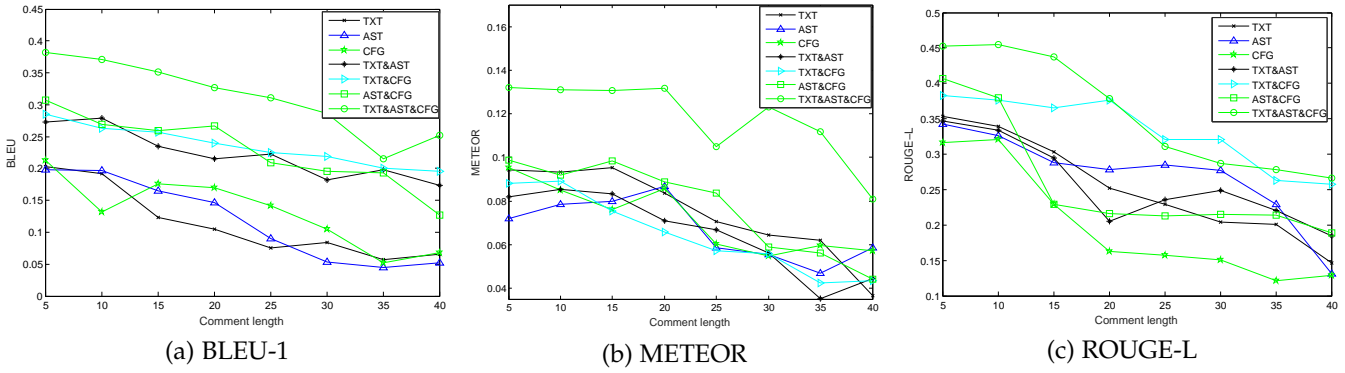 0.45
0.4
0.35
0.3
0.25
0.2
0.15
0.1
0.05
0
BLEU
5 10 15 20 25 30 35 40
Comment length
TXT
AST
CFG
TXT&AST
TXT&CFG
AST&CFG
TXT&AST&CFG
(a) BLEU-1
0.16
0.14
0.12
0.1
0.08
0.06
0.04
METEOR
5 10 15 20 25 30 35 40
Comment length
TXT
AST
CFG
TXT&AST
TXT&CFG
AST&CFG
TXT&AST&CFG
(b) METEOR
0.5
0.45
0.4
0.35
0.3
0.25
0.2
0.15
0.1
ROUGE-L
5 10 15 20 25 30 35 40
Comment length
TXT
AST
CFG
TXT&AST
TXT&CFG
AST&CFG
TXT&AST&CFG
(c) ROUGE-L